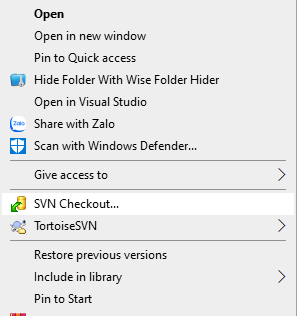 Open
Open in new window
Pin to Quick access
Hide Folder With Wise Folder Hider
Open in Visual Studio
Zalo
Share with Zalo
Scan with Windows Defender...
Give access to
SVN Checkout...
TortoiseSVN
Restore previous versions
Include in library
Pin to Start